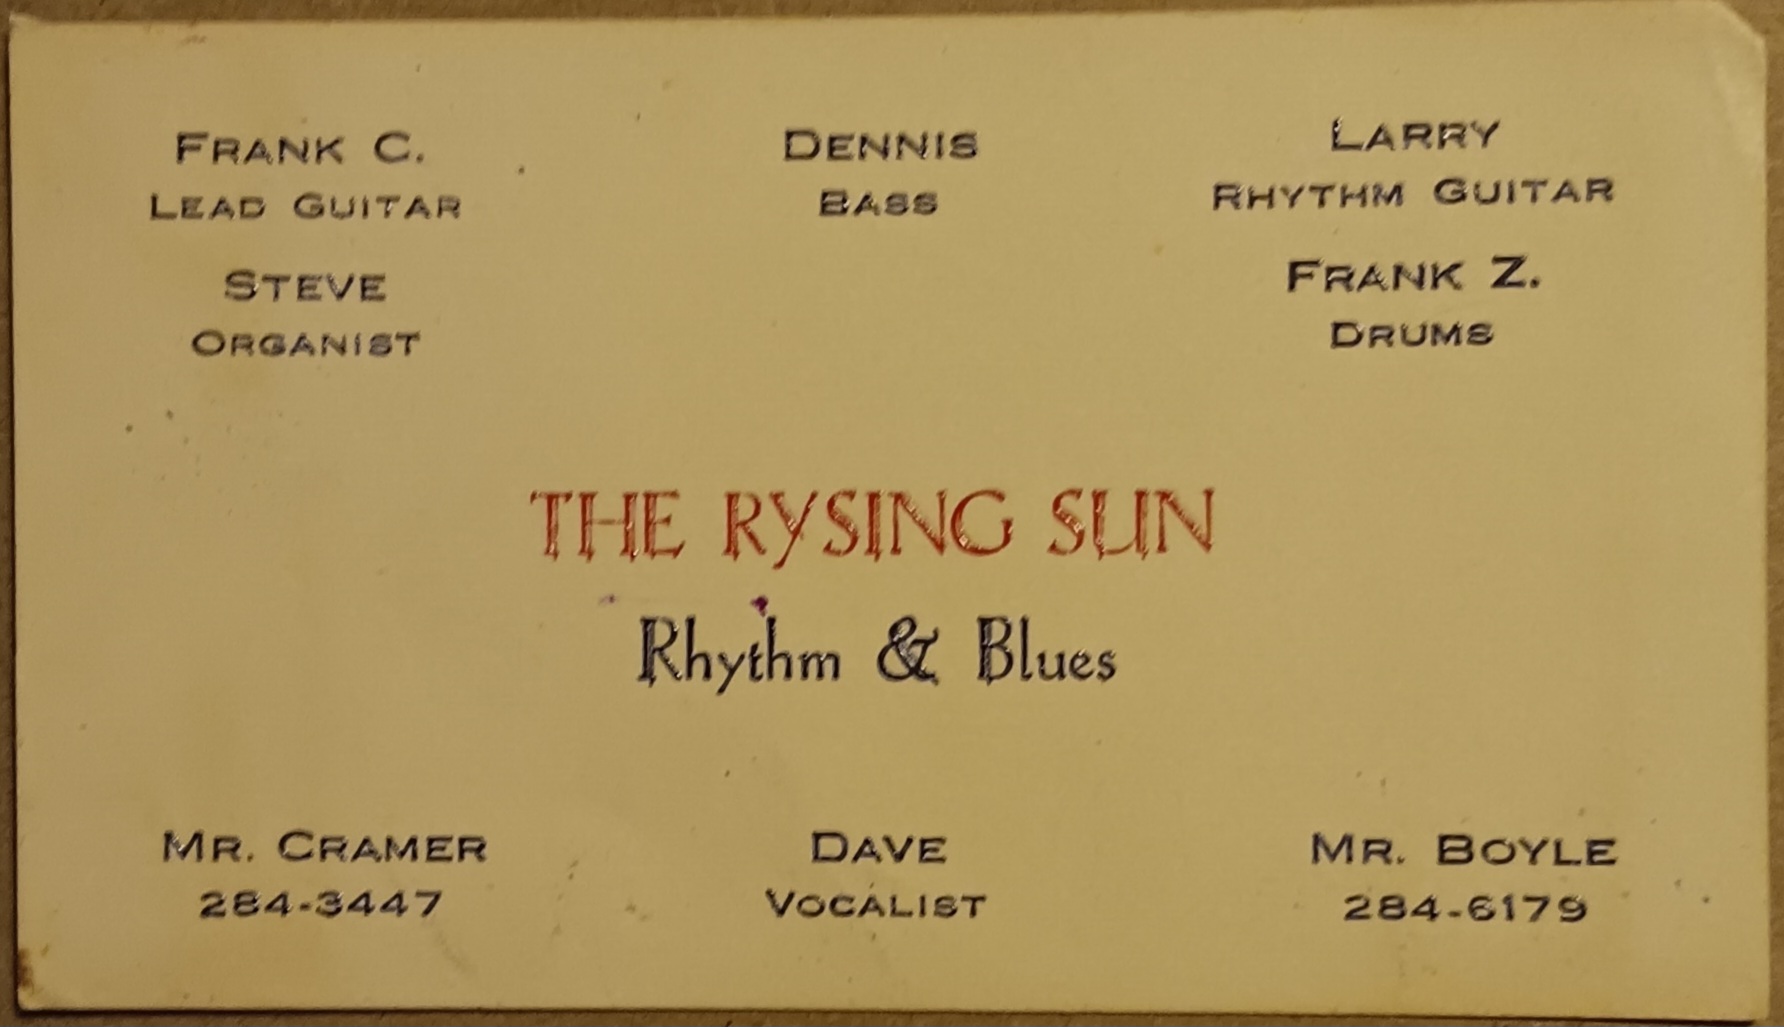 FRANK C.
LEAD GUITAR
DENNIS
BASS
LARRY
RHYTHM GUITAR
STEVE
ORGANIST
FRANK Z.
DRUMS
THE RYSING SUN
Rhythm & Blues
MR. CRAMER
284-3447
DAVE
VOCALIST
MR. BOYLE
284-6179